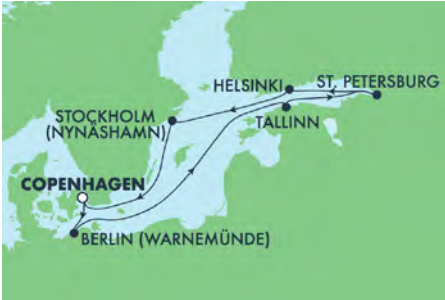 HELSINKI
ST. PETERSBURG
STOCKHOLM
(NYNÄSHAMN)
TALLINN
COPENHAGEN
BERLIN (WARNEMÜNDE)